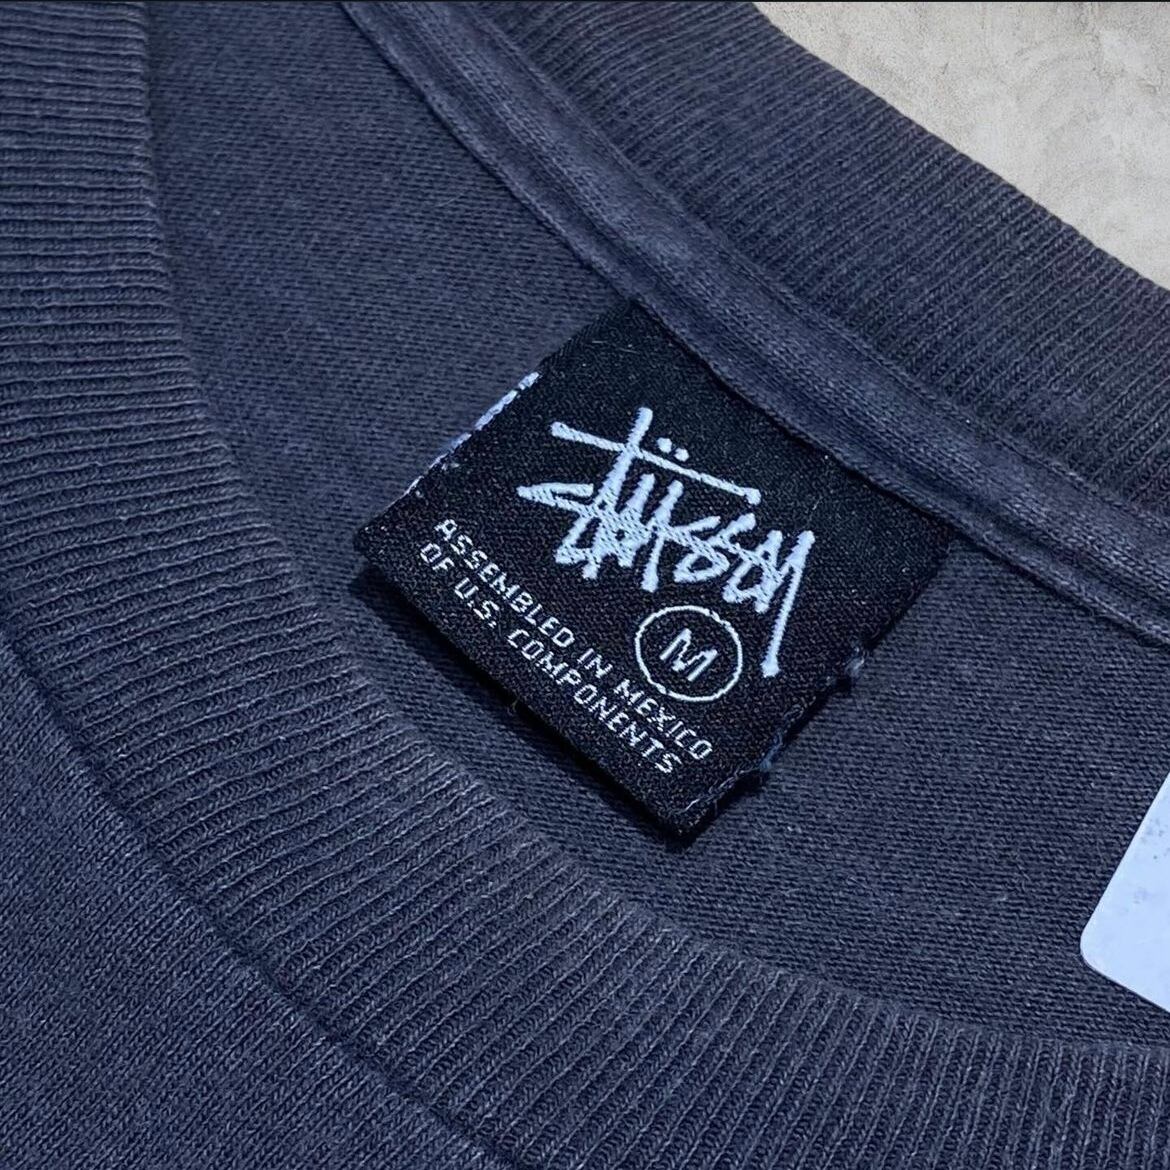 Stüssy
M
ASSEMBLED IN MEXICO
OF U.S. COMPONENTS